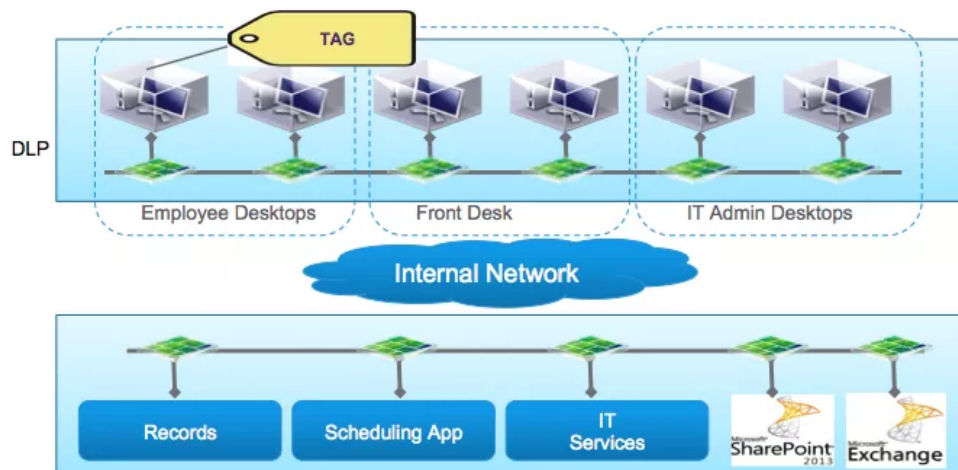 TAG
DLP
Employee Desktops
Front Desk
IT Admin Desktops
Internal Network
Records
Scheduling App
IT
Services
Microsoft
SharePoint
2013
Microsoft
Exchange